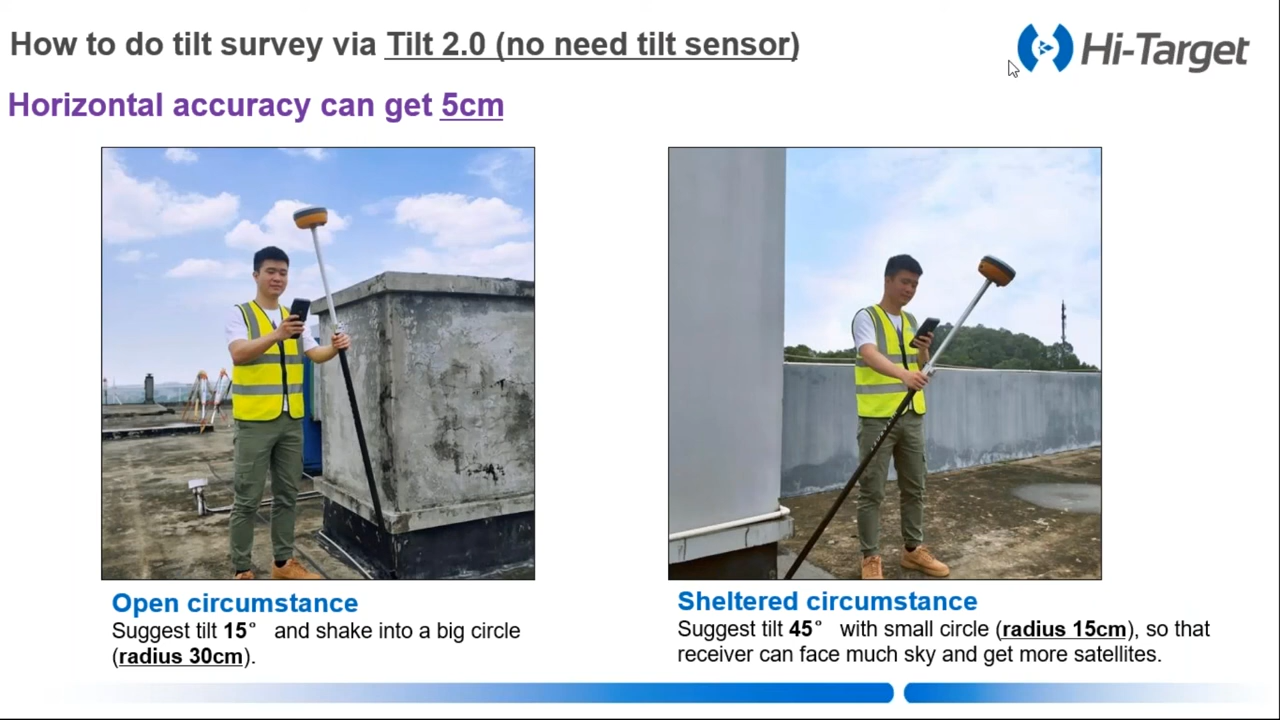 How to do tilt survey via Tilt 2.0 (no need tilt sensor)
Hi-Target
Horizontal accuracy can get 5cm
Open circumstance
Suggest tilt 15° and shake into a big circle
(radius 30cm).
Sheltered circumstance
Suggest tilt 45° with small circle (radius 15cm), so that
receiver can face much sky and get more satellites.